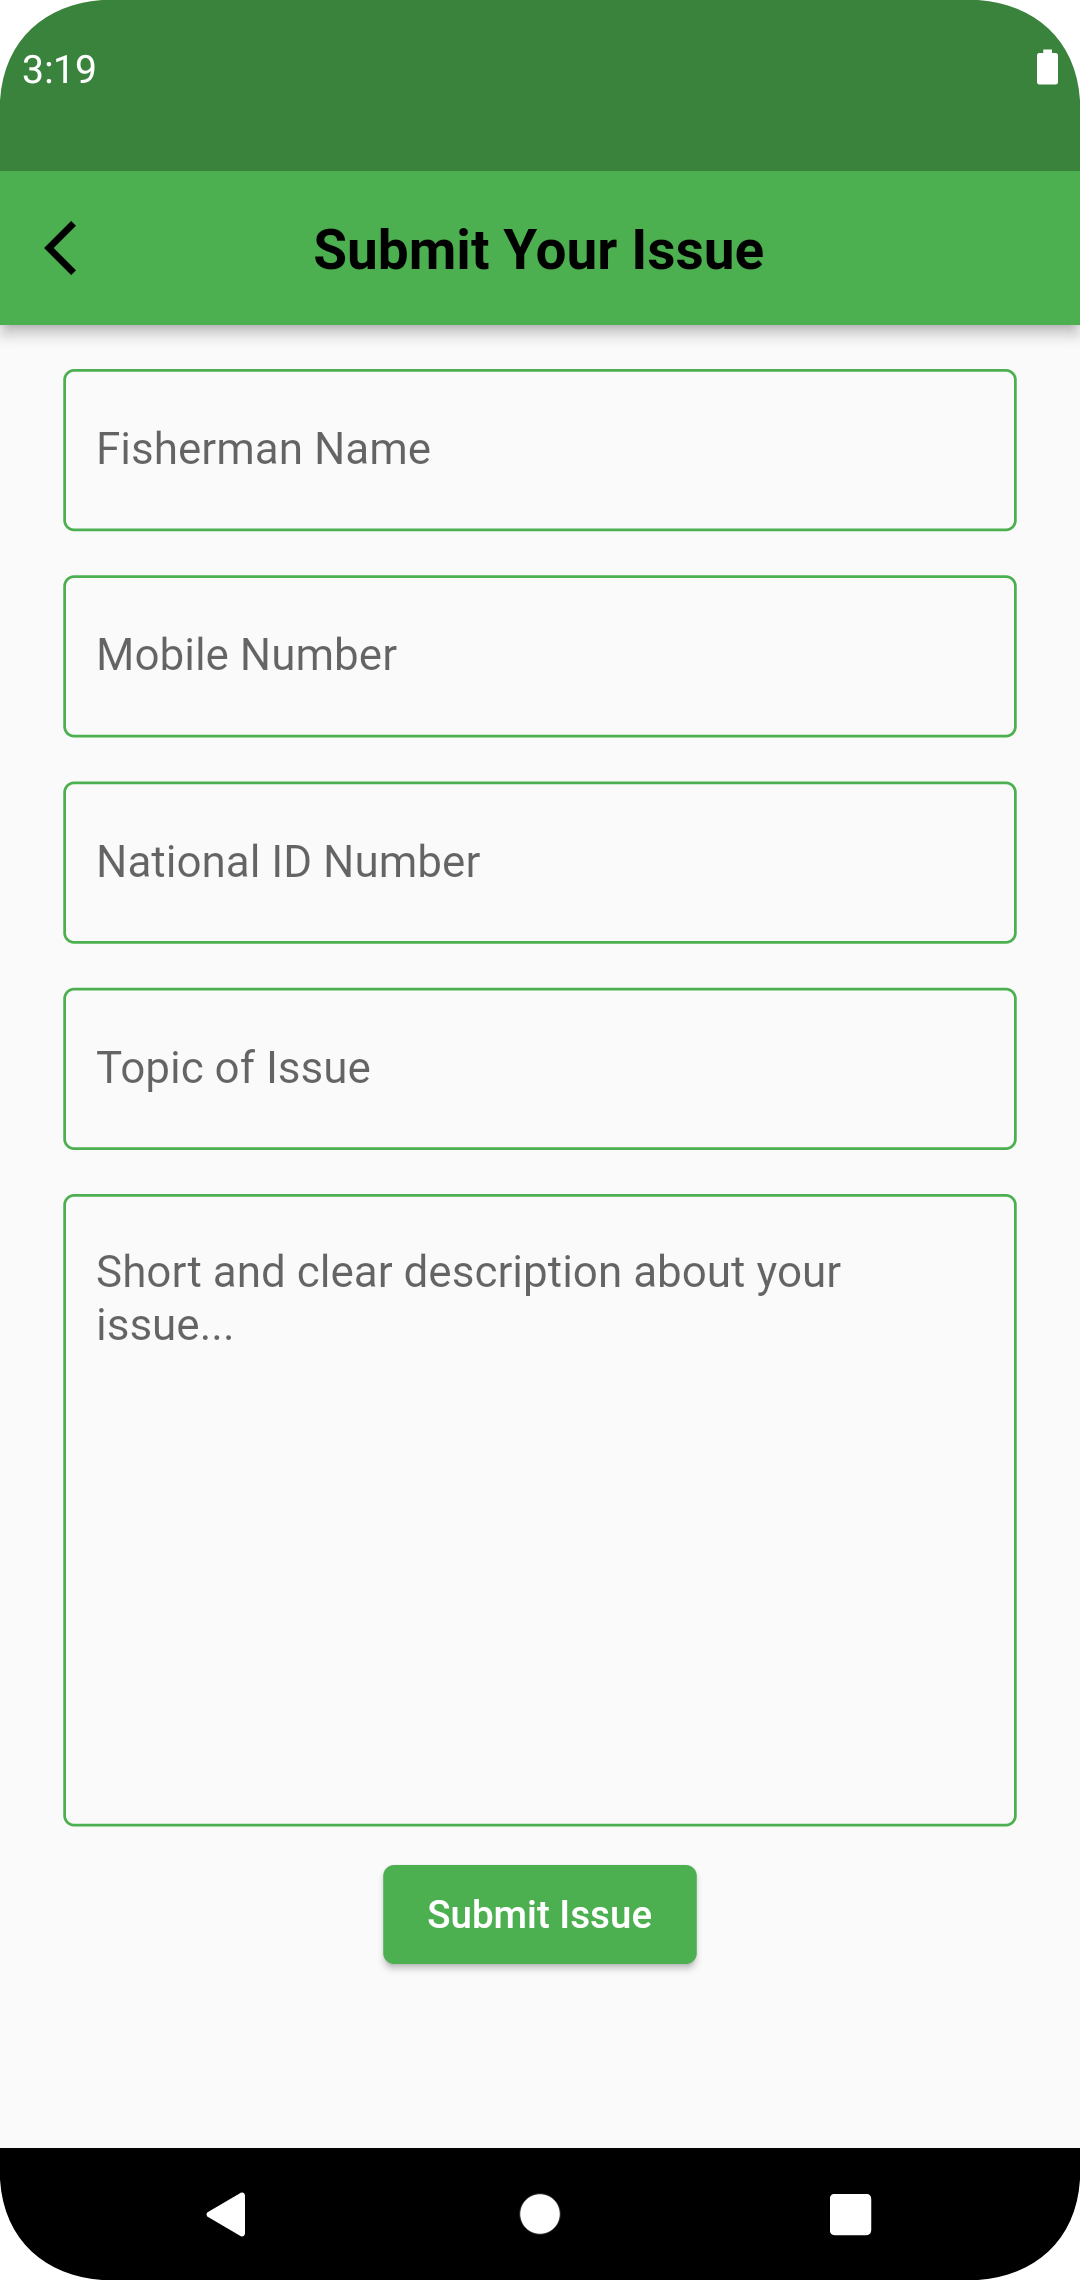 3:19
Submit Your Issue
Fisherman Name
Mobile Number
National ID Number
Topic of Issue
Short and clear description about your
issue...
Submit Issue